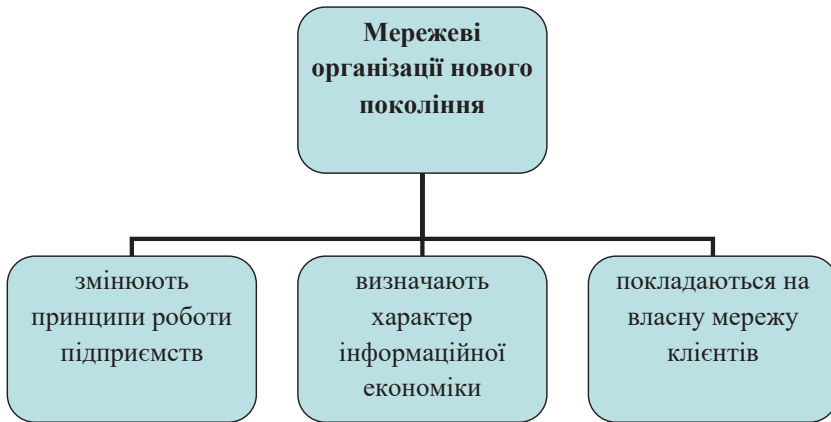 Мережеві
організації нового
покоління
змінюють
принципи роботи
підприємств
визначають
характер
інформаційної
економіки
покладаються на
власну мережу
клієнтів